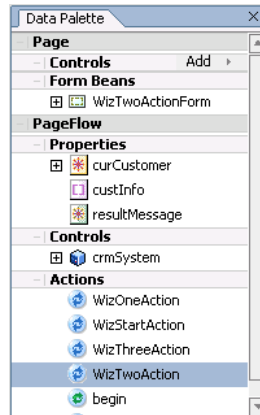 Data Palette
Page
Controls Add
Form Beans
WizTwoActionForm
PageFlow
Properties
curCustomer
custInfo
resultMessage
Controls
crmSystem
Actions
WizOneAction
WizStartAction
WizThreeAction
WizTwoAction
begin